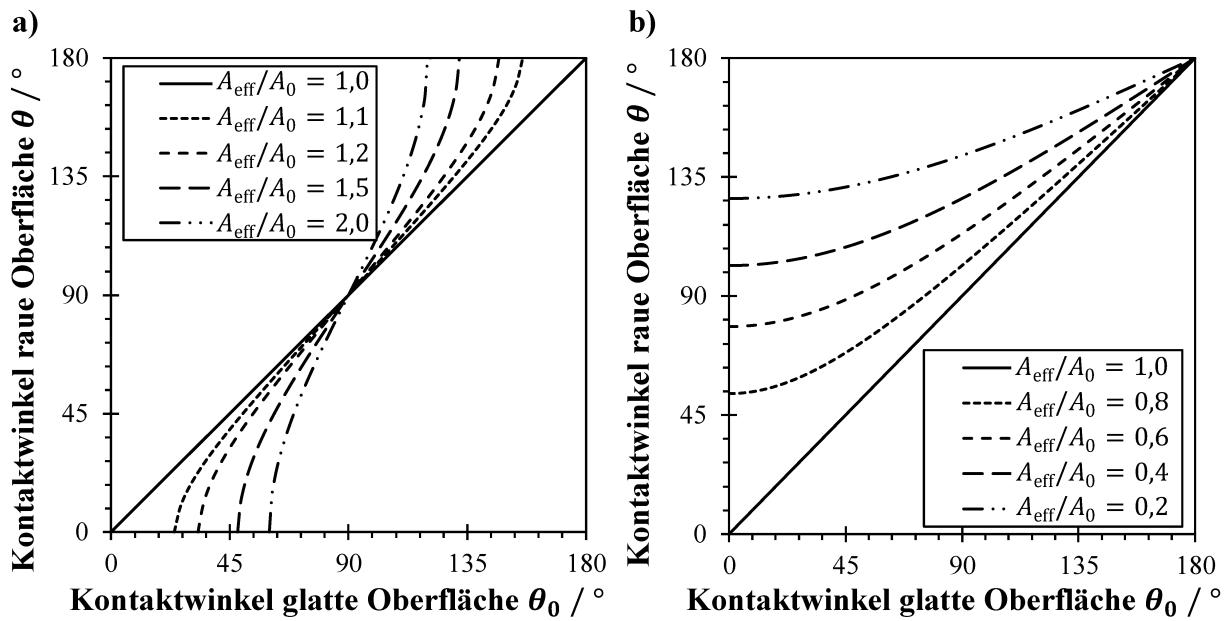 a)
Kontaktwinkel raue Oberfläche θ / °
180
135
90
45
0
A_eff/A_0 = 1,0
A_eff/A_0 = 1,1
A_eff/A_0 = 1,2
A_eff/A_0 = 1,5
A_eff/A_0 = 2,0
0 45 90 135 180
Kontaktwinkel glatte Oberfläche θ_0 / °
b)
Kontaktwinkel raue Oberfläche θ / °
180
135
90
45
0
A_eff/A_0 = 1,0
A_eff/A_0 = 0,8
A_eff/A_0 = 0,6
A_eff/A_0 = 0,4
A_eff/A_0 = 0,2
0 45 90 135 180
Kontaktwinkel glatte Oberfläche θ_0 / °